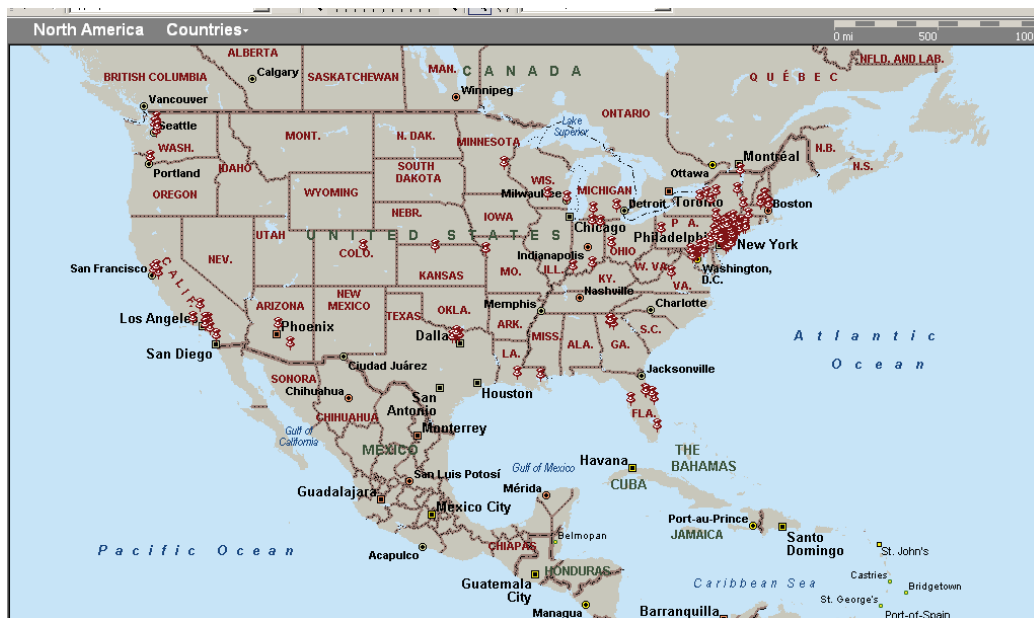 North America Countries
0 mi 500 100
ALBERTA
NFLD, AND LAB.
BRITISH COLUMBIA
Calgary
SASKATCHEWAN
MAN.
CANADA
QUÉBEC
Winnipeg
Vancouver
ONTARIO
Seattle
Lake
Superior
MONT.
N. DAK.
MINNESOTA
N.B.
WASH.
Montréal
N.S.
Ottawa
Portland
IDAHO
SOUTH
DAKOTA
WIS.
OREGON
WYOMING
Milwaukee
MICHIGAN
Toronto
Boston
Detroit
NEBR.
IOWA
Chicago
P A.
UTAH
UNITED STATES
Philadelph
New York
NEV.
COLO.
Indianapolis
OHIO
San Francisco
KANSAS
MO.
ILL.
W. VA.
Washington,
D.C.
KY.
VA.
CALIF.
Nashville
NEW
MEXICO
ARIZONA
OKLA.
Memphis
Charlotte
Los Angele
Phoenix
TEXAS
ARK.
S.C.
Atlantic
Ocean
Dalla
MISS.
ALA.
GA.
San Diego
LA.
Ciudad Juárez
Jacksonville
SONORA
Chihuahua
San
Antonio
Houston
CHIHUAHUA
FLA.
Gulf of
California
Monterrey
MÉXICO
THE
BAHAMAS
Havana
Gulf of Mexico
San Luis Potosí
CUBA
Guadalajara
Mérida
Mexico City
Port-au-Prince
JAMAICA
Santo
Domingo
Belmopan
Pacific Ocean
Acapulco
CHIAPAS
St. John's
HONDURAS
Guatemala
City
Caribbean Sea
Castries
Bridgetown
St. George's
Managua
Barranquilla
Port-of-Spain